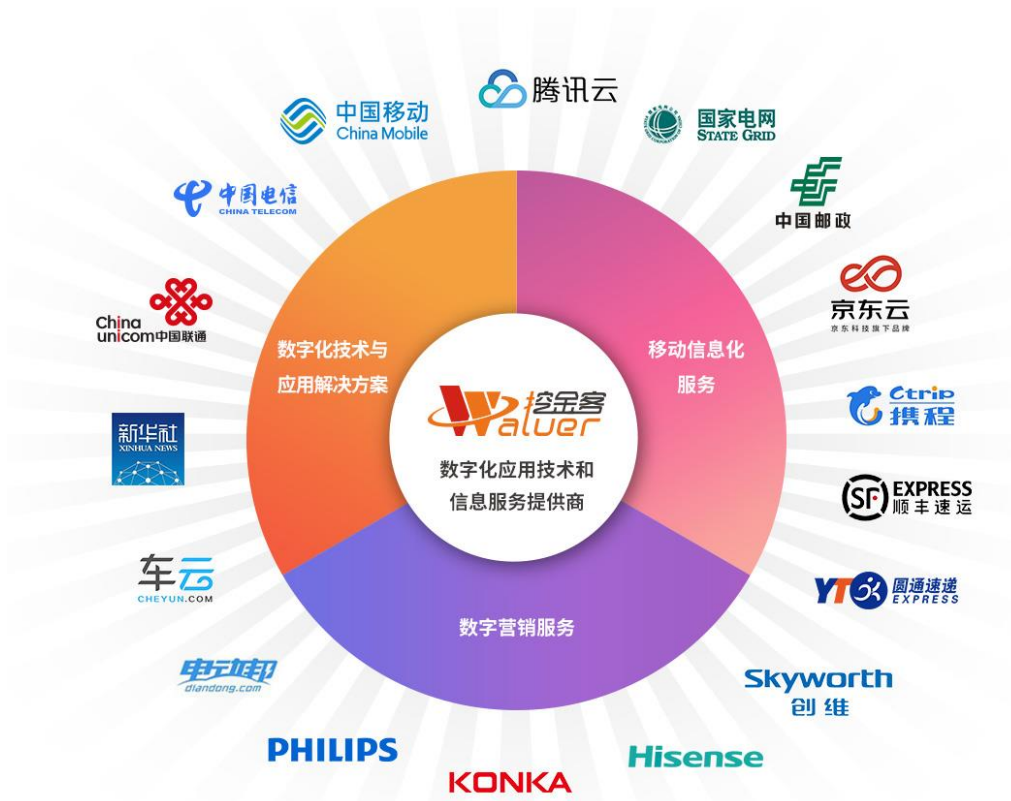 腾讯云
中国移动
China Mobile
国家电网
STATE GRID
中国电信
CHINA TELECOM
中国邮政
京东云
京东科技旗下品牌
China
unicom中国联通
数字化技术与
应用解决方案
移动信息化
服务
Waluer
挖金客
数字化应用技术和
信息服务提供商
Ctrip
携程
新华社
XINHUA NEWS
SF EXPRESS
顺丰速运
车云
CHEYUN.COM
YTO 圆通速递
EXPRESS
数字营销服务
电动邦
diandong.com
Skyworth
创维
PHILIPS
Hisense
KONKA